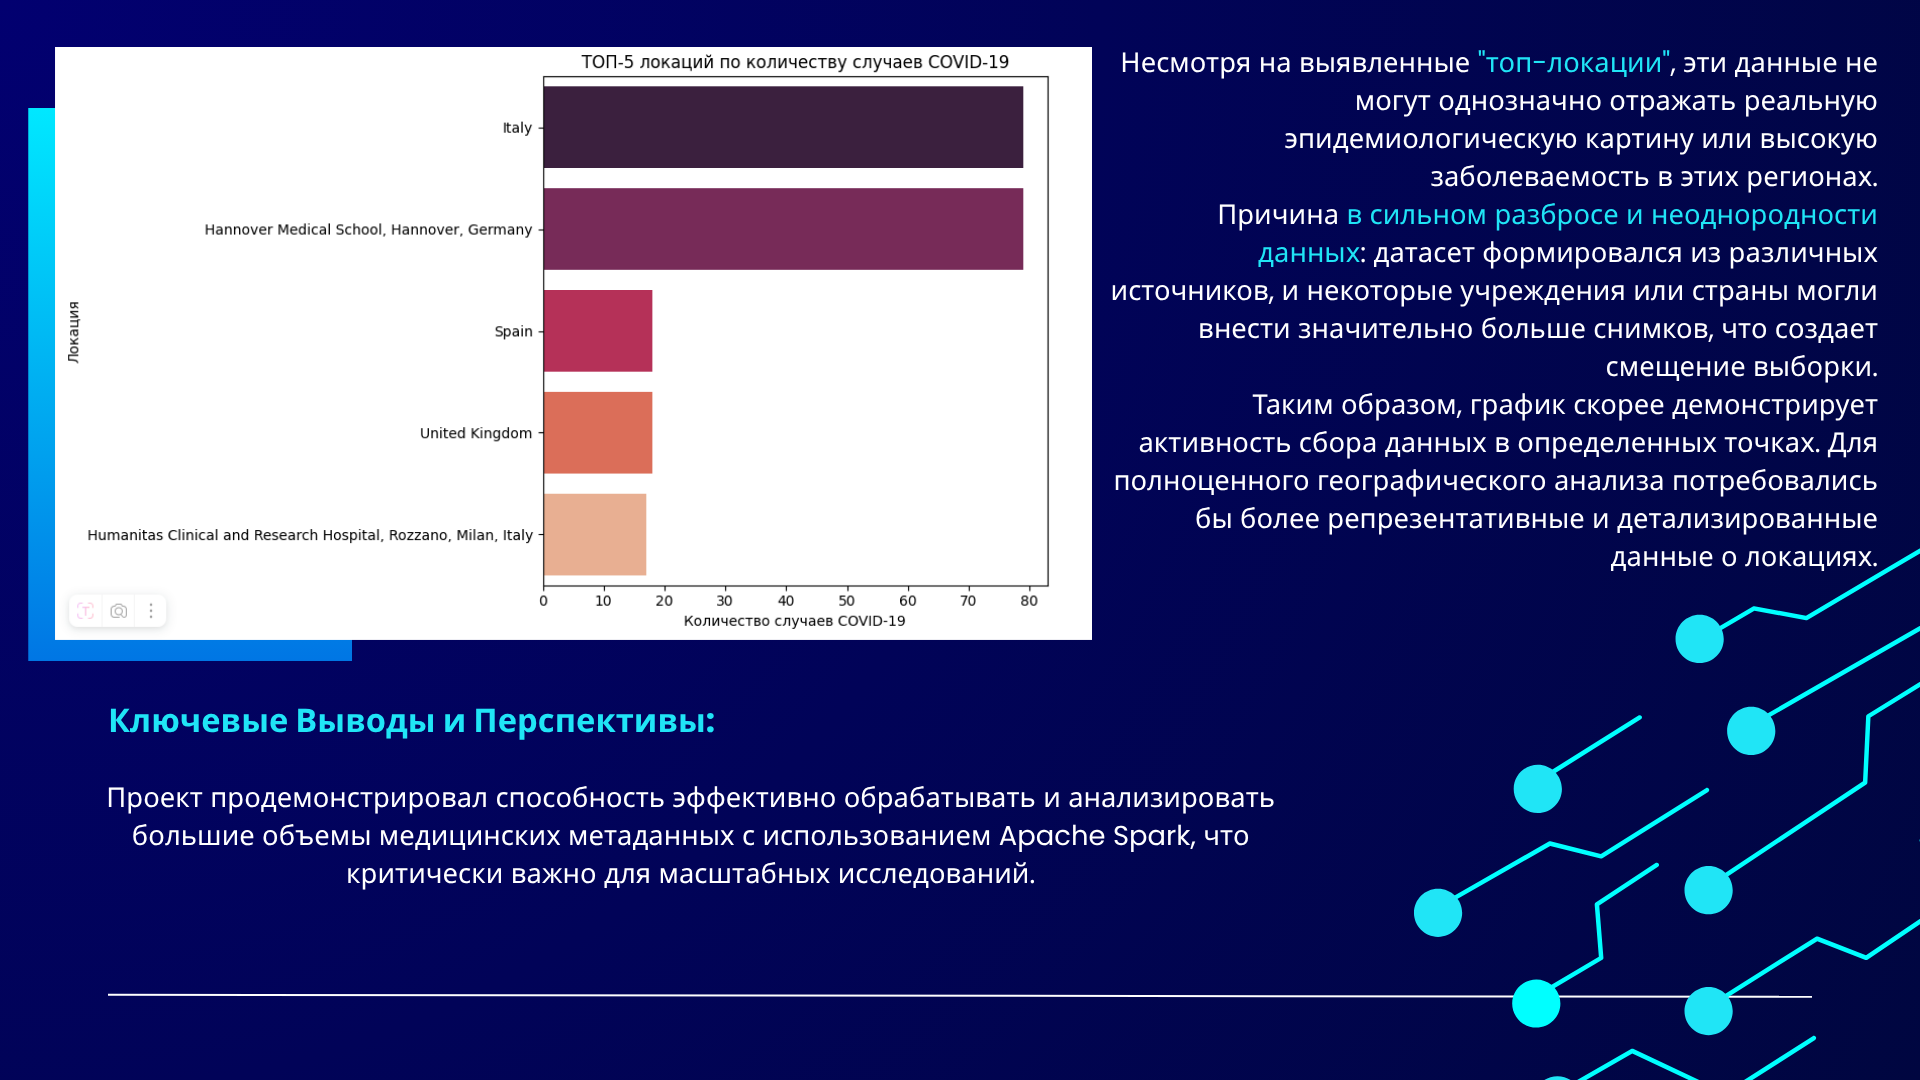 ТОП-5 локаций по количеству случаев COVID-19
Локация
Italy
Hannover Medical School, Hannover, Germany
Spain
United Kingdom
Humanitas Clinical and Research Hospital, Rozzano, Milan, Italy
0 10 20 30 40 50 60 70 80
Количество случаев COVID-19
Несмотря на выявленные "топ-локации", эти данные не
могут однозначно отражать реальную
эпидемиологическую картину или высокую
заболеваемость в этих регионах.
Причина в сильном разбросе и неоднородности
данных: датасет формировался из различных
источников, и некоторые учреждения или страны могли
внести значительно больше снимков, что создает
смещение выборки.
Таким образом, график скорее демонстрирует
активность сбора данных в определенных точках. Для
полноценного географического анализа потребовались
бы более репрезентативные и детализированные
данные о локациях.
Ключевые Выводы и Перспективы:
Проект продемонстрировал способность эффективно обрабатывать и анализировать
большие объемы медицинских метаданных с использованием Apache Spark, что
критически важно для масштабных исследований.